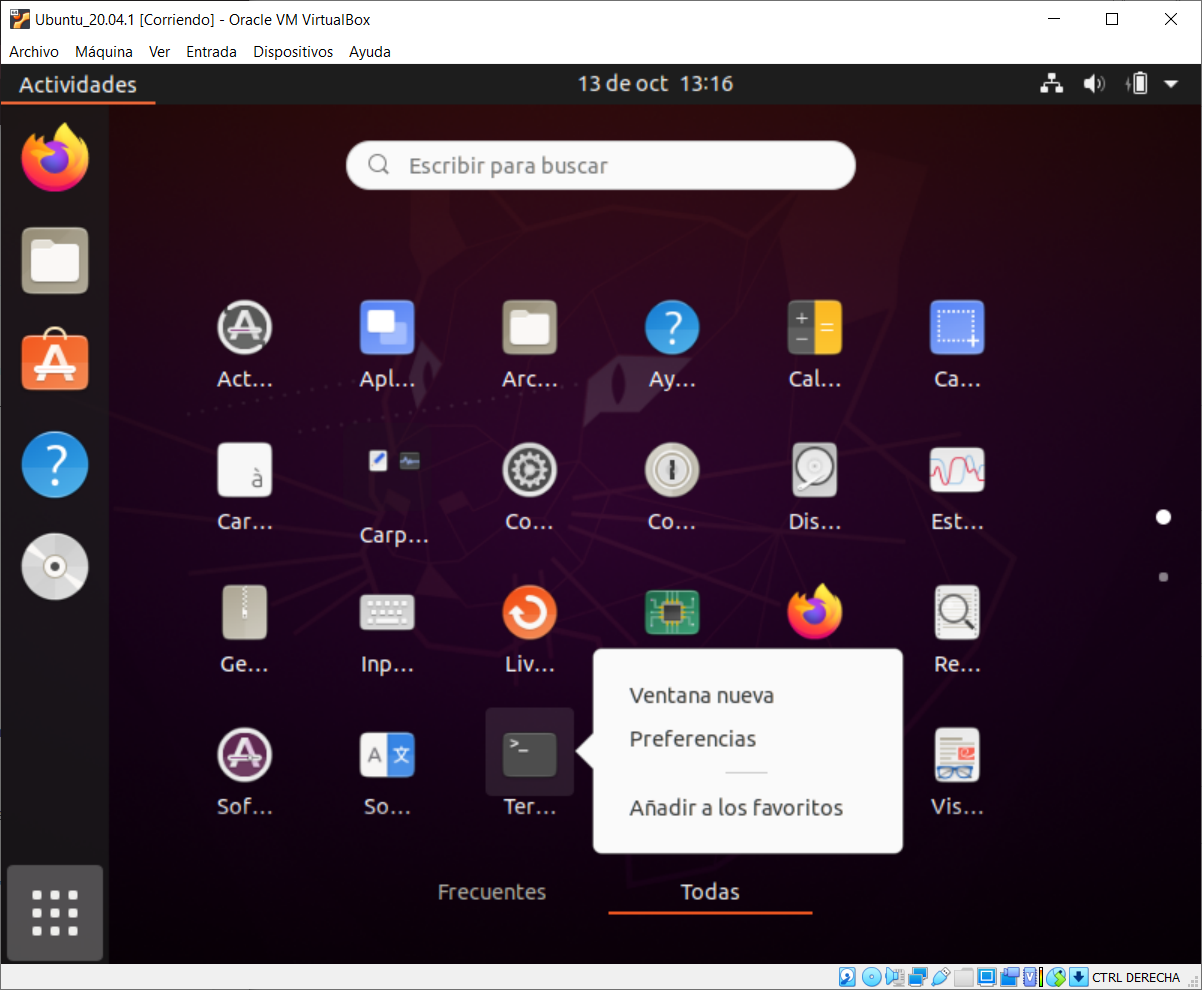 Ubuntu_20.04.1 [Corriendo] - Oracle VM VirtualBox
Archivo Máquina Ver Entrada Dispositivos Ayuda
Actividades
13 de oct 13:16
Escribir para buscar
Act...
Apl...
Arc...
Ay...
Cal...
Ca...
Car...
Carp...
Co...
Co...
Dis...
Est...
Ge...
Inp...
Liv...
Re...
Ventana nueva
Preferencias
Añadir a los favoritos
Sof...
So...
Ter...
Vis...
Frecuentes
Todas
CTRL DERECHA